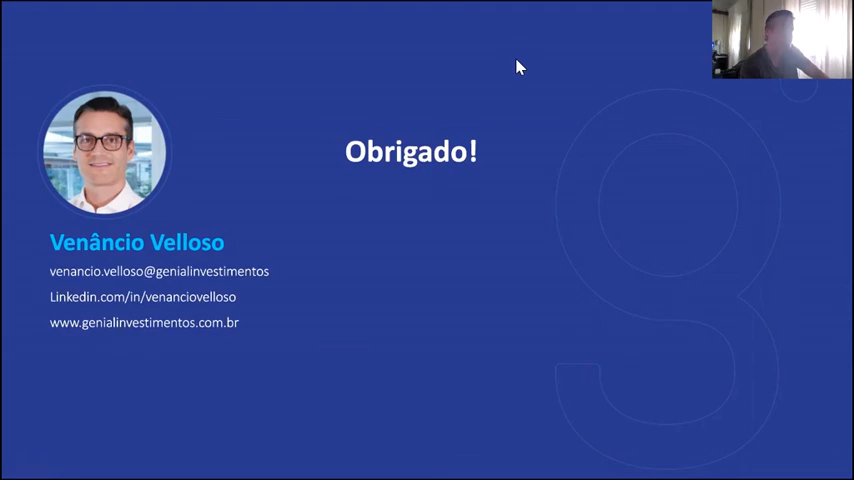 Obrigado!
Venâncio Velloso
venancio.velloso@genialinvestimentos
Linkedin.com/in/venanciovelloso
www.genialinvestimentos.com.br